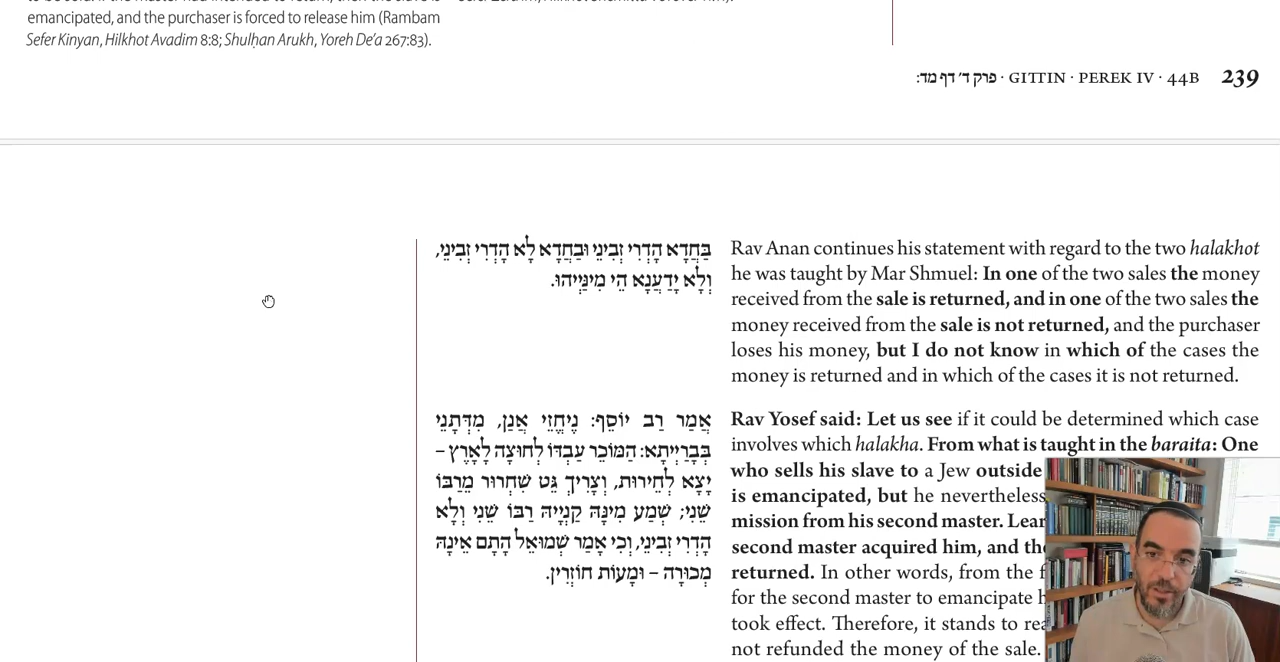 emancipated, and the purchaser is forced to release him (Rambam
Sefer Kinyan, Hilkhot Avadim 8:8; Shulḥan Arukh, Yoreh De'a 267:83).
פרק ד׳ דף מד: · GITTIN · PEREK IV · 44B 239
בַּחֲדָא הָדְרִי זְבִינֵי וּבַחֲדָא לָא הָדְרִי זְבִינֵי,
וְלָא יָדַעְנָא הֵי מִינַּיְיהוּ.
Rav Anan continues his statement with regard to the two halakhot
he was taught by Mar Shmuel: In one of the two sales the money
received from the sale is returned, and in one of the two sales the
money received from the sale is not returned, and the purchaser
loses his money, but I do not know in which of the cases the
money is returned and in which of the cases it is not returned.
אֲמַר רַב יוֹסֵף: נֵיחֱזֵי אֲנַן, מִדְּתָנֵי
בְּבָרַיְיתָא: הַמּוֹכֵר עַבְדּוֹ לְחוּצָה לָאָרֶץ –
יָצָא לְחֵירוּת, וְצָרִיךְ גֵּט שִׁחְרוּר מֵרַבּוֹ
שֵׁנִי; שְׁמַע מִינַּהּ קַנְיֵיהּ רַבּוֹ שֵׁנִי וְלָא
הָדְרִי זְבִינֵי, וְכִי אֲמַר שְׁמוּאֵל הָתָם אֵינָהּ
מְכוּרָה – וּמָעוֹת חוֹזְרִין.
Rav Yosef said: Let us see if it could be determined which case
involves which halakha. From what is taught in the baraita: One
who sells his slave to a Jew outside
is emancipated, but he nevertheless
mission from his second master. Lear
second master acquired him, and th
returned. In other words, from the f
for the second master to emancipate h
took effect. Therefore, it stands to rea
not refunded the money of the sale.